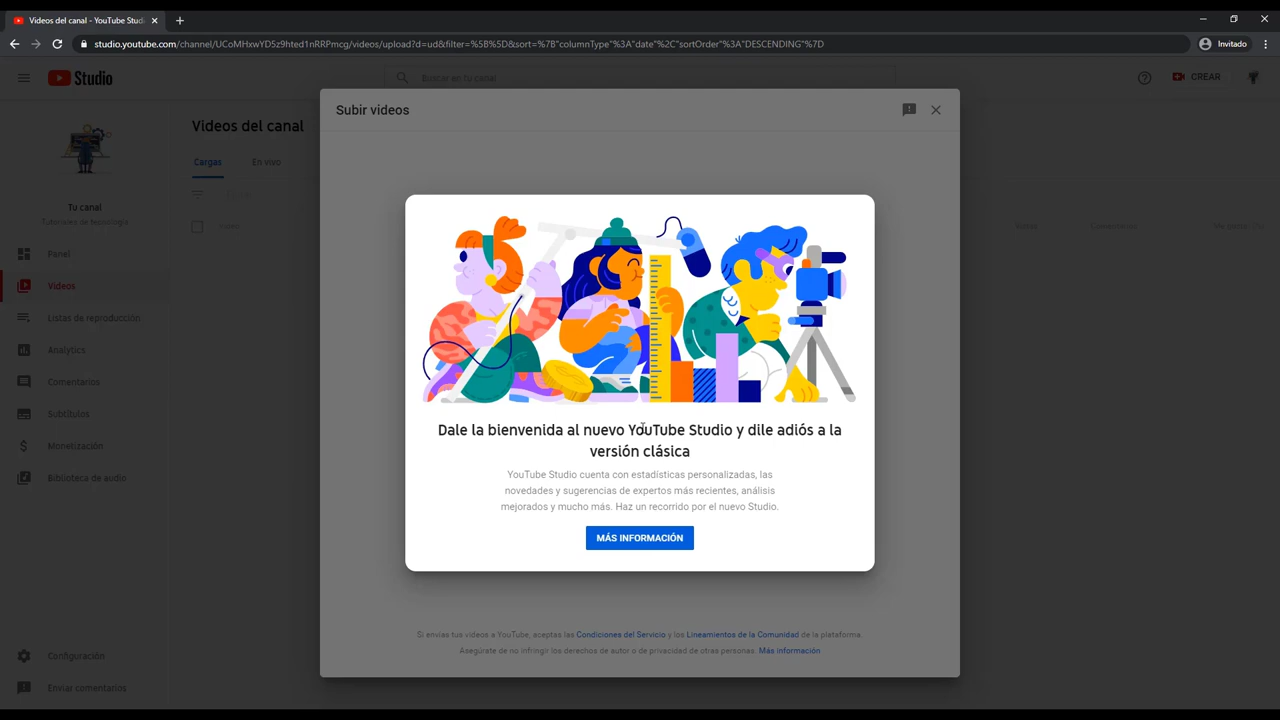 Videos del canal - YouTube Studi
studio.youtube.com/channel/UCoMHxwYD5z9hted1nRRPmcg/videos/upload?d=ud&filter=%5B%5D&sort=%7B"columnType"%3A"date"%2C"sortOrder"%3A"DESCENDING"%7D
Invitado
Studio
Buscar en tu canal
CREAR
Subir videos
Videos del canal
Cargas
En vivo
Tu canal
Tutoriales de tecnología
Panel
Videos
Listas de reproducción
Analytics
Comentarios
Subtítulos
Monetización
Biblioteca de audio
Configuración
Enviar comentarios
Dale la bienvenida al nuevo YouTube Studio y dile adiós a la
versión clásica
YouTube Studio cuenta con estadísticas personalizadas, las
novedades y sugerencias de expertos más recientes, análisis
mejorados y mucho más. Haz un recorrido por el nuevo Studio.
MÁS INFORMACIÓN
Si envías tus videos a YouTube, aceptas las Condiciones del Servicio y los Lineamientos de la Comunidad de la plataforma.
Asegúrate de no infringir los derechos de autor o de privacidad de otras personas. Más información